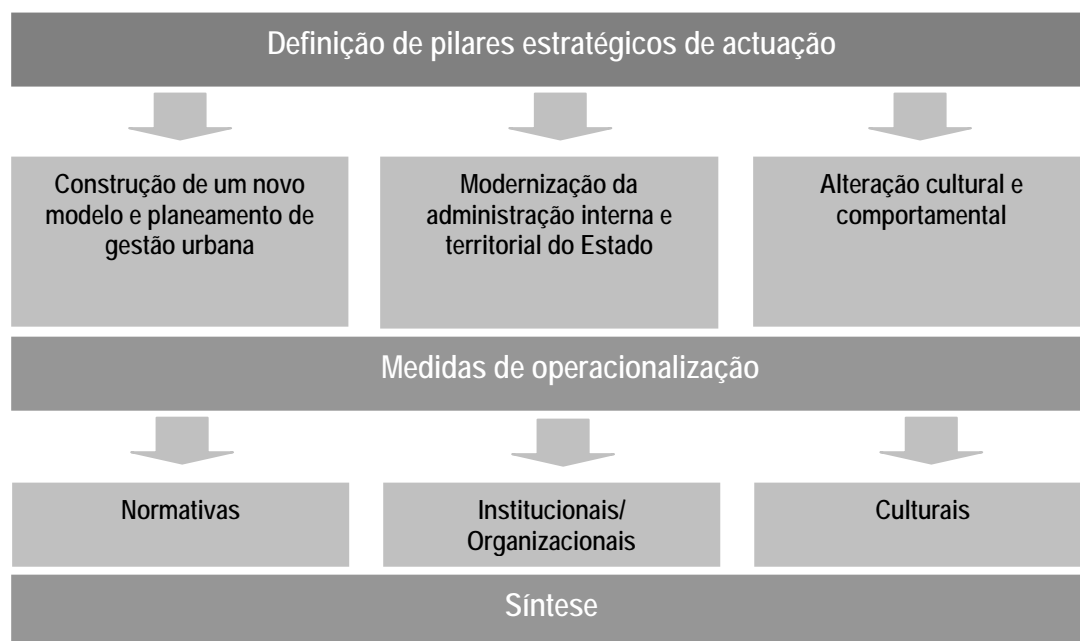 Definição de pilares estratégicos de actuação
Construção de um novo
modelo e planeamento de
gestão urbana
Modernização da
administração interna e
territorial do Estado
Alteração cultural e
comportamental
Medidas de operacionalização
Normativas
Institucionais/
Organizacionais
Culturais
Síntese